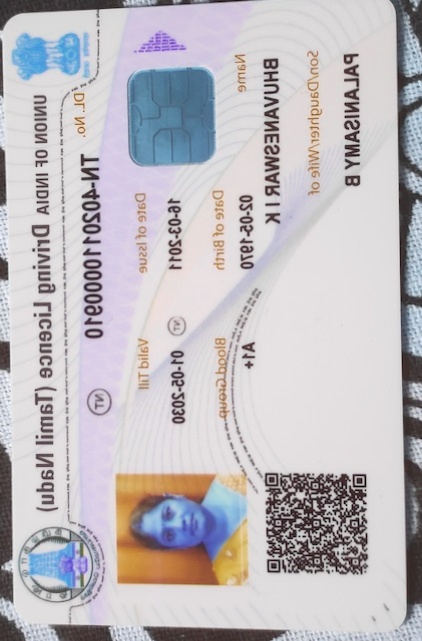 UNION OF INDIA Driving Licence (Tamil Nadu)
DL. No. TN-4020110000910 NT
Date of Issue Valid Till
16-03-2011 NT 01-05-2030
Date of Birth Blood Group
02-05-1970 A1+
Name
BHUVANESWARI K
Son/Daughter/Wife of
PALANISAMY B